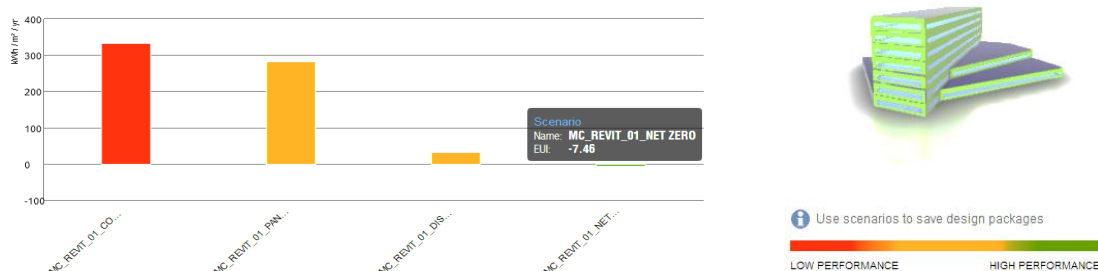 400
300
200
100
0
-100
kWh / m² / yr
Scenario
Name: MC_REVIT_01_NET ZERO
EUI: -7.46
MC_REVIT_01_CO...
MC_REVIT_01_PAN...
MC_REVIT_01_DIS...
MC_REVIT_01_NET...
Use scenarios to save design packages
LOW PERFORMANCE
HIGH PERFORMANCE